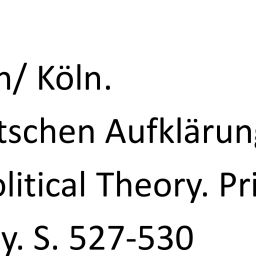 n/ Köln.
tschen Aufklärung
olitical Theory. Pri
y. S. 527-530